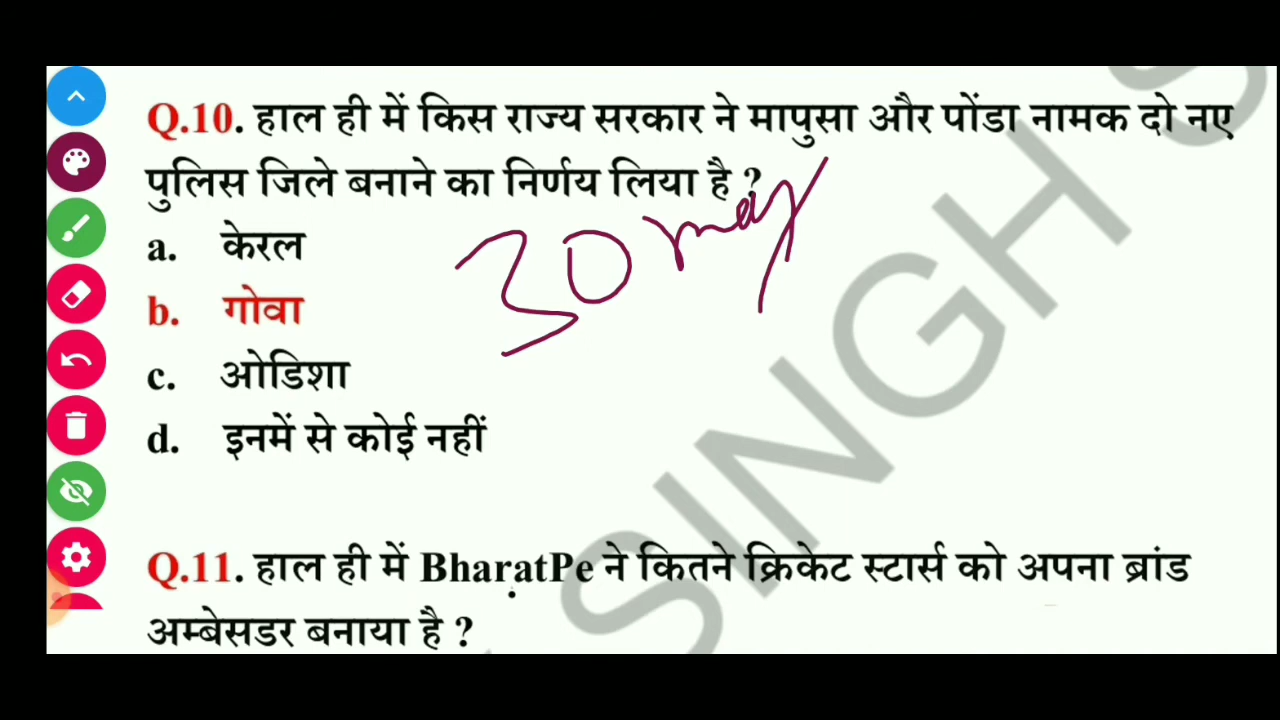 Q.10. हाल ही में किस राज्य सरकार ने मापुसा और पोंडा नामक दो नए
पुलिस जिले बनाने का निर्णय लिया है ?
30 may
a. केरल
b. गोवा
c. ओडिशा
d. इनमें से कोई नहीं
SINGH S
Q.11. हाल ही में BharatPe ने कितने क्रिकेट स्टार्स को अपना ब्रांड
अम्बेसडर बनाया है ?